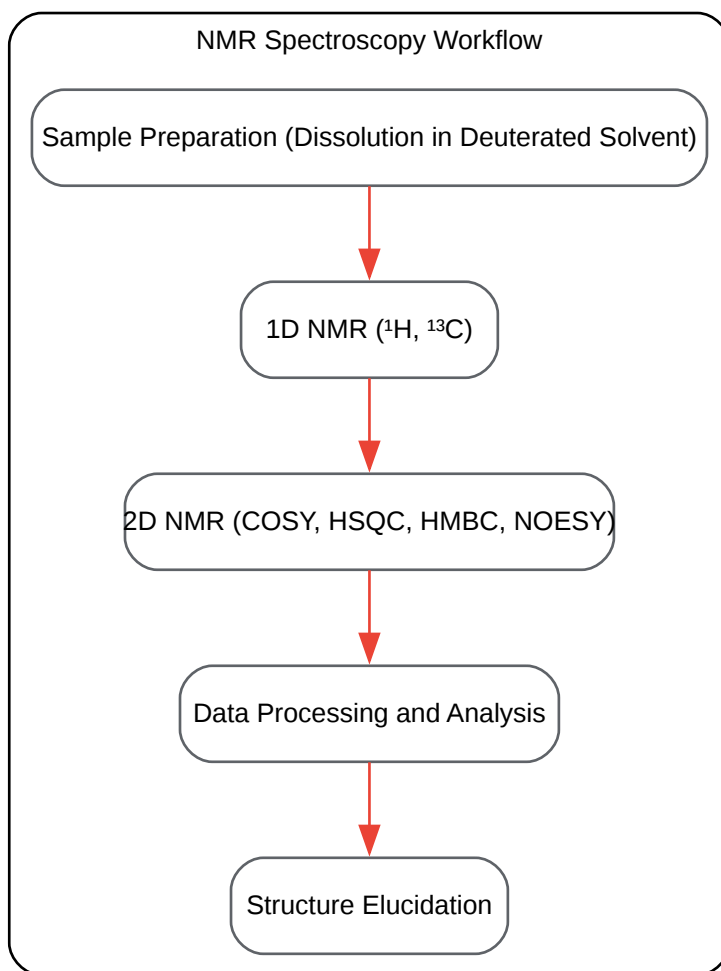 NMR Spectroscopy Workflow
Sample Preparation (Dissolution in Deuterated Solvent)
1D NMR (¹H, ¹³C)
2D NMR (COSY, HSQC, HMBC, NOESY)
Data Processing and Analysis
Structure Elucidation